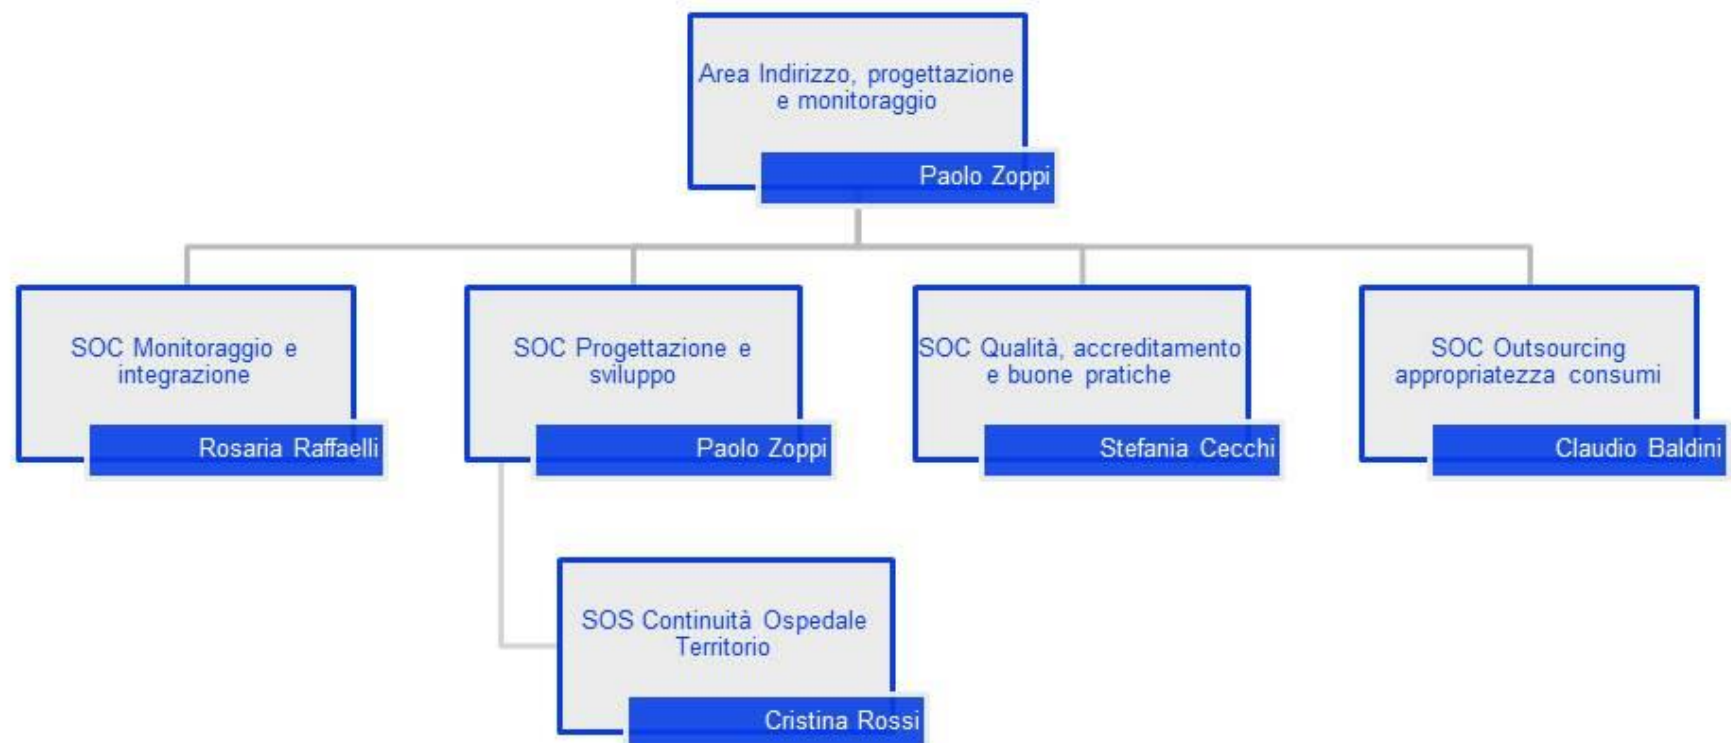 Area Indirizzo, progettazione
e monitoraggio
Paolo Zoppi
SOC Monitoraggio e
integrazione
Rosaria Raffaelli
SOC Progettazione e
sviluppo
Paolo Zoppi
SOC Qualità, accreditamento
e buone pratiche
Stefania Cecchi
SOC Outsourcing
appropriatezza consumi
Claudio Baldini
SOS Continuità Ospedale
Territorio
Cristina Rossi